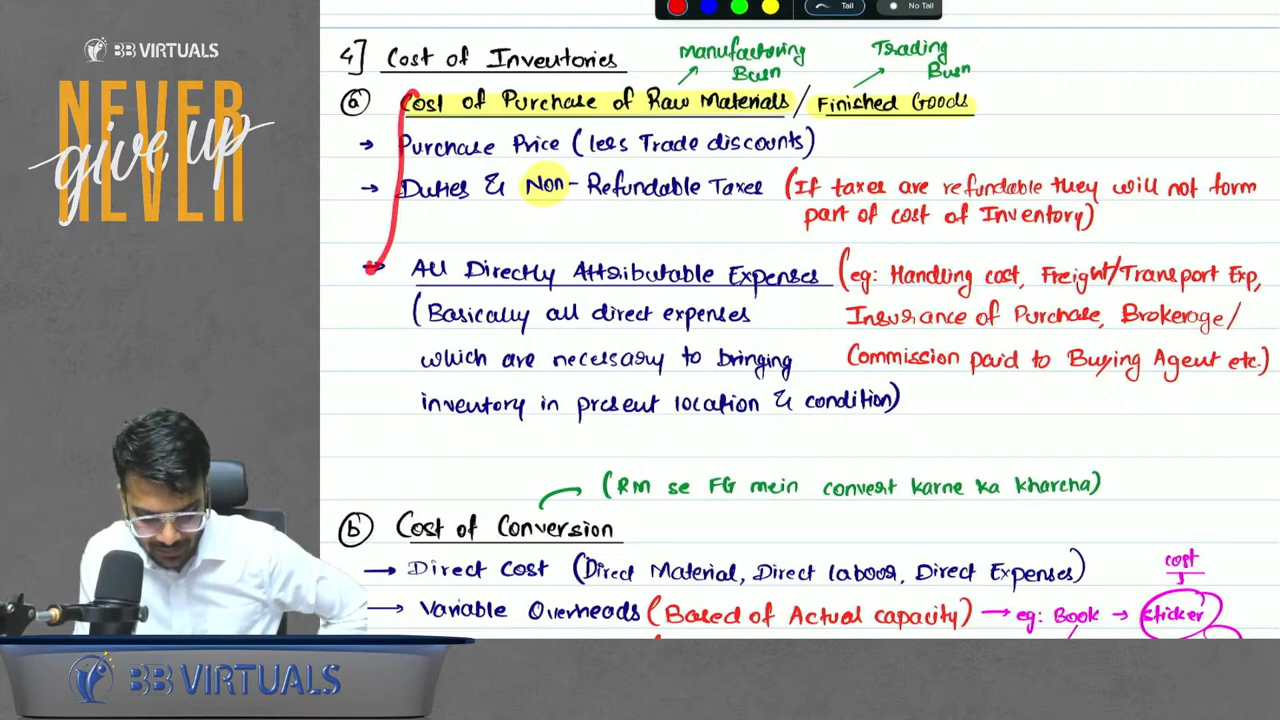 Tail
No Tail
BB VIRTUALS
NEVER
give up
NEVER
4] Cost of Inventories
Manufacturing Busn
Trading Busn
(a) Cost of Purchase of Raw Materials / Finished Goods
→ Purchase Price (less Trade discounts)
→ Duties & Non-Refundable Taxes (If taxes are refundable they will not form
part of cost of Inventory)
→ All Directly Attributable Expenses (eg: Handling cost, Freight/Transport Exp,
(Basically all direct expenses Insurance of Purchase, Brokerage/
which are necessary to bringing Commission paid to Buying Agent etc.)
inventory in present location & condition)
(RM se FG mein convert karne ka kharcha)
(b) Cost of Conversion
→ Direct Cost (Direct Material, Direct labour, Direct Expenses)
cost
→ Variable Overheads (Based of Actual capacity) → eg: Book → sticker
BB VIRTUALS